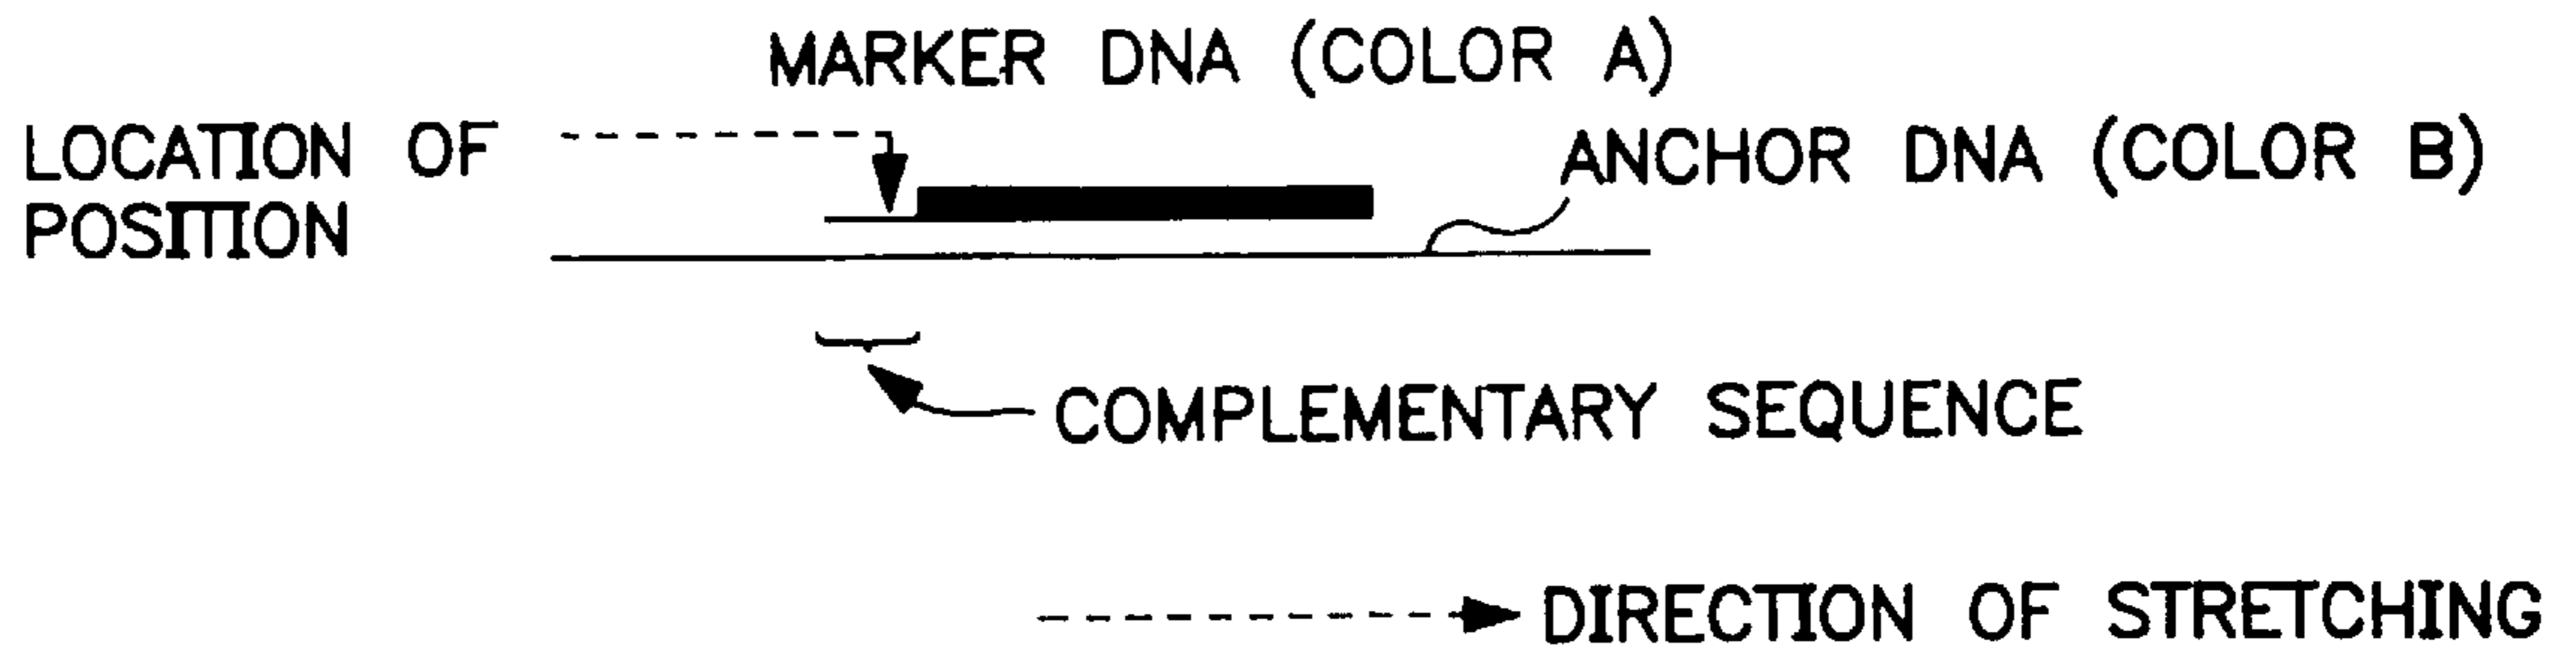 MARKER DNA (COLOR A)
LOCATION OF
POSITION
ANCHOR DNA (COLOR B)
COMPLEMENTARY SEQUENCE
DIRECTION OF STRETCHING